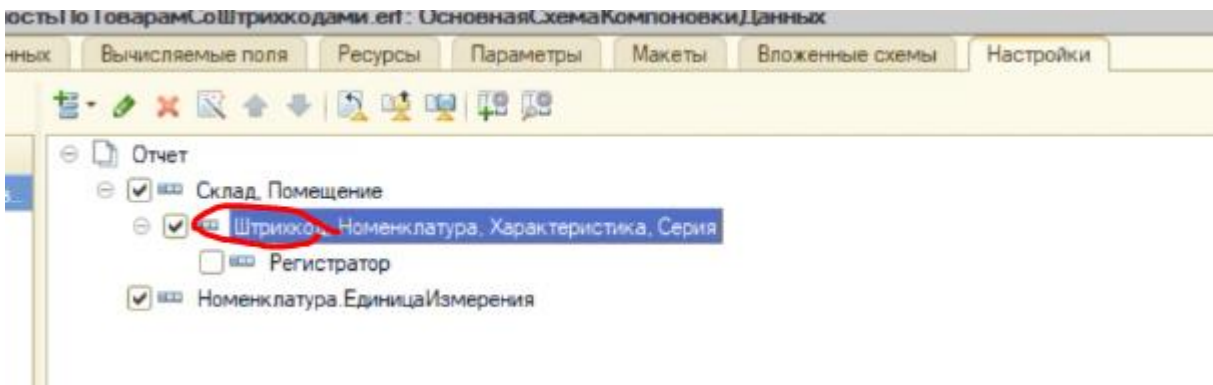 ностьПоТоварамСоШтрихкодами.erf : ОсновнаяСхемаКомпоновкиДанных
нных Вычисляемые поля Ресурсы Параметры Макеты Вложенные схемы Настройки
Отчет
Склад, Помещение
Штрихкод, Номенклатура, Характеристика, Серия
Регистратор
Номенклатура.ЕдиницаИзмерения